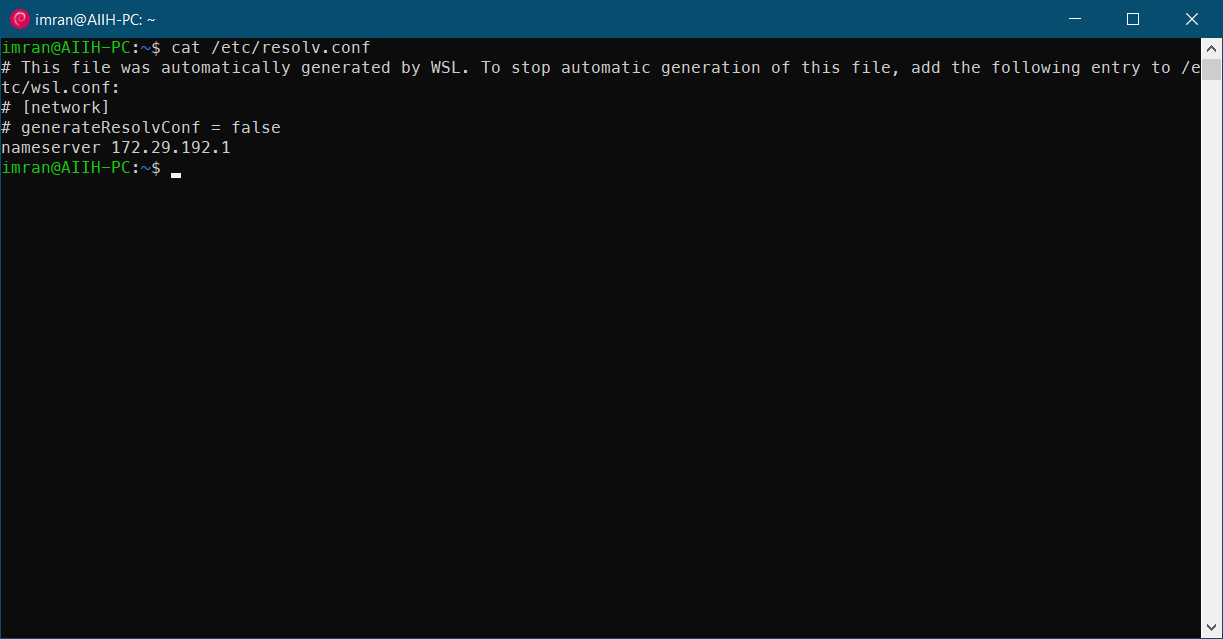 imran@AIIH-PC: ~
imran@AIIH-PC:~$ cat /etc/resolv.conf
# This file was automatically generated by WSL. To stop automatic generation of this file, add the following entry to /e
tc/wsl.conf:
# [network]
# generateResolvConf = false
nameserver 172.29.192.1
imran@AIIH-PC:~$